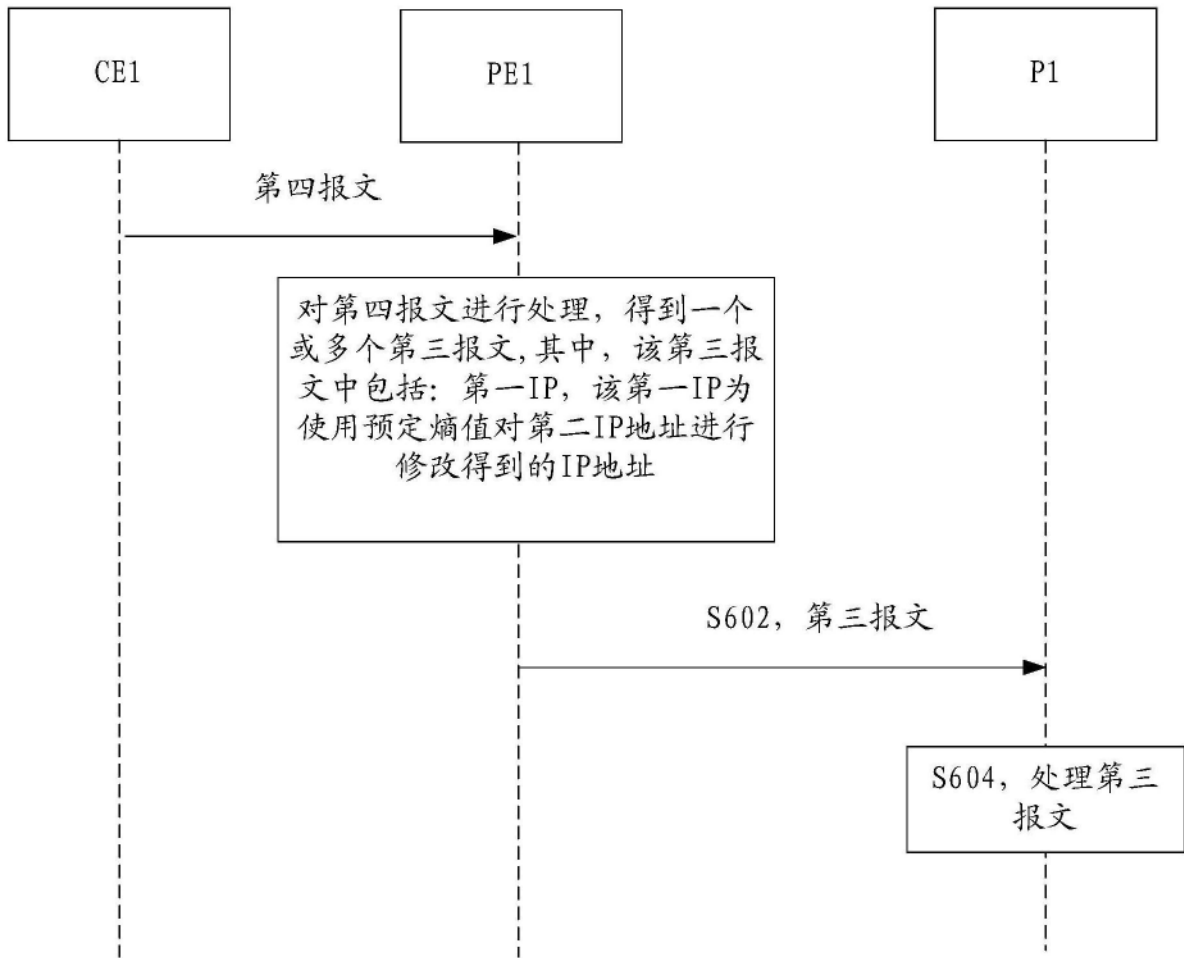 CE1
PE1
P1
第四报文
对第四报文进行处理，得到一个
或多个第三报文,其中，该第三报
文中包括：第一IP，该第一IP为
使用预定熵值对第二IP地址进行
修改得到的IP地址
S602，第三报文
S604，处理第三
报文